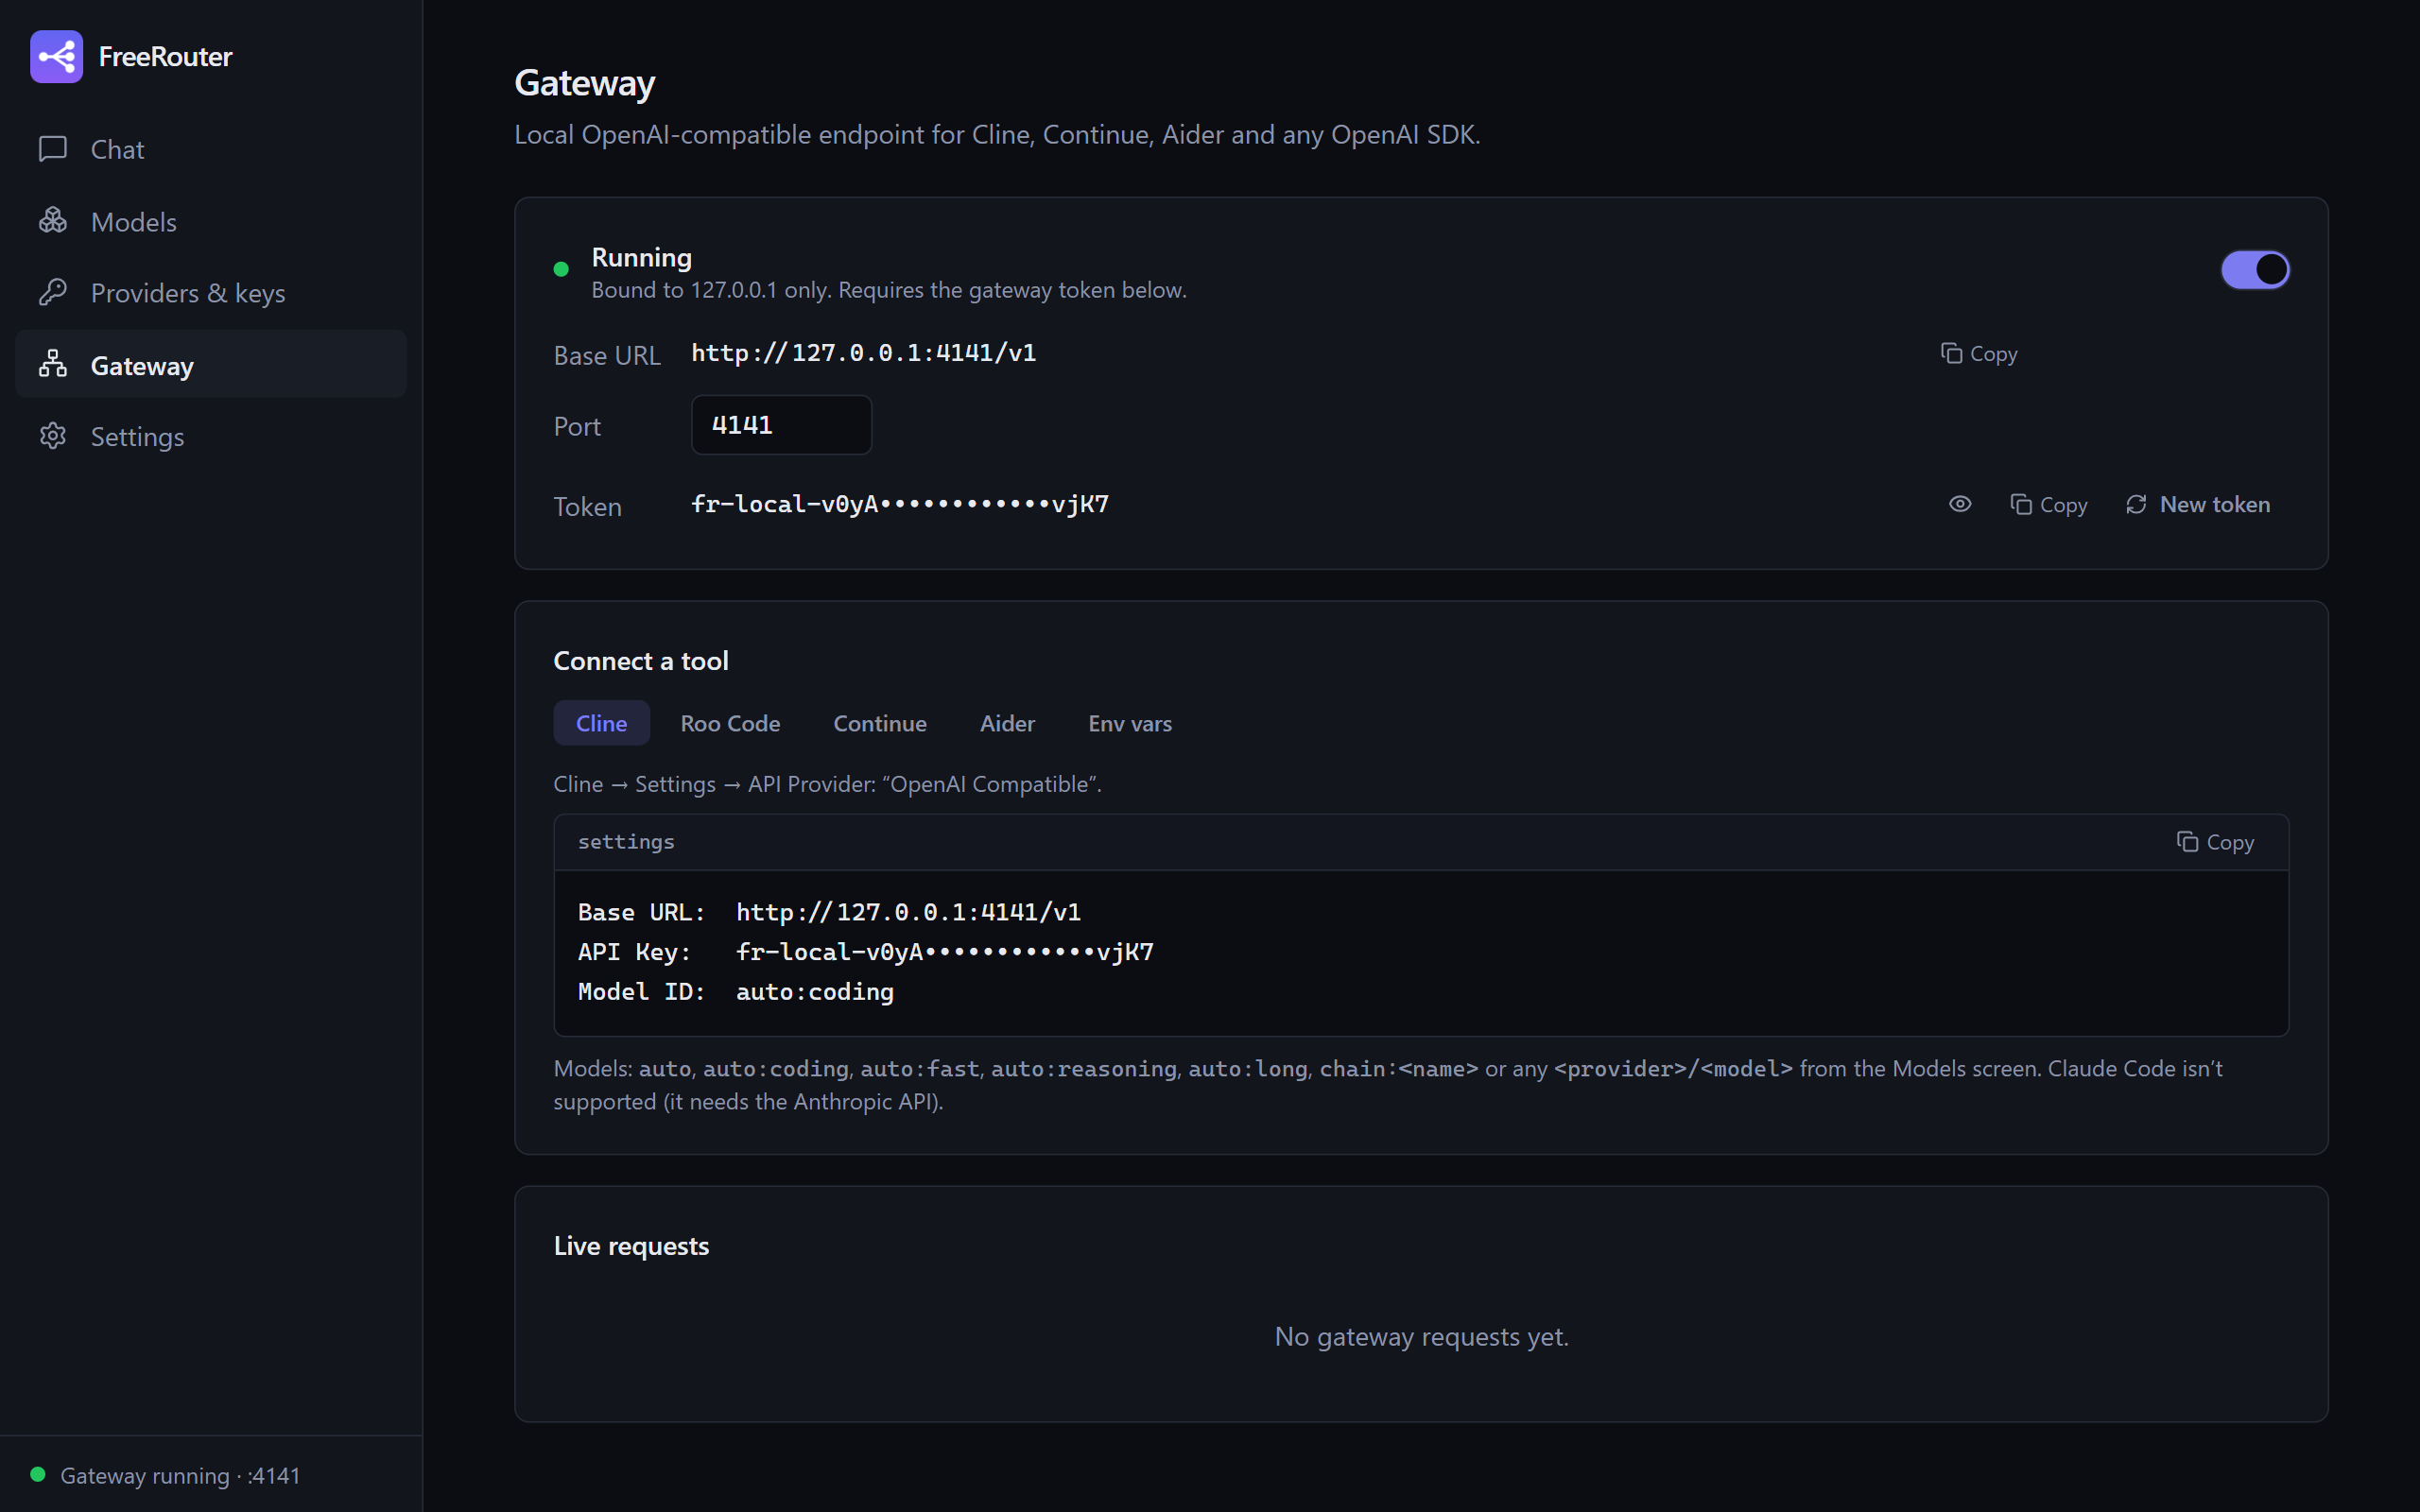 FreeRouter
Chat
Models
Providers & keys
Gateway
Settings
Gateway running · :4141
Gateway
Local OpenAI-compatible endpoint for Cline, Continue, Aider and any OpenAI SDK.
Running
Bound to 127.0.0.1 only. Requires the gateway token below.
Base URL http://127.0.0.1:4141/v1 Copy
Port 4141
Token fr-local-v0yA••••••••••••vjK7 Copy New token
Connect a tool
Cline Roo Code Continue Aider Env vars
Cline → Settings → API Provider: “OpenAI Compatible”.
settings Copy
Base URL: http://127.0.0.1:4141/v1
API Key: fr-local-v0yA••••••••••••vjK7
Model ID: auto:coding
Models: auto, auto:coding, auto:fast, auto:reasoning, auto:long, chain:<name> or any <provider>/<model> from the Models screen. Claude Code isn’t
supported (it needs the Anthropic API).
Live requests
No gateway requests yet.